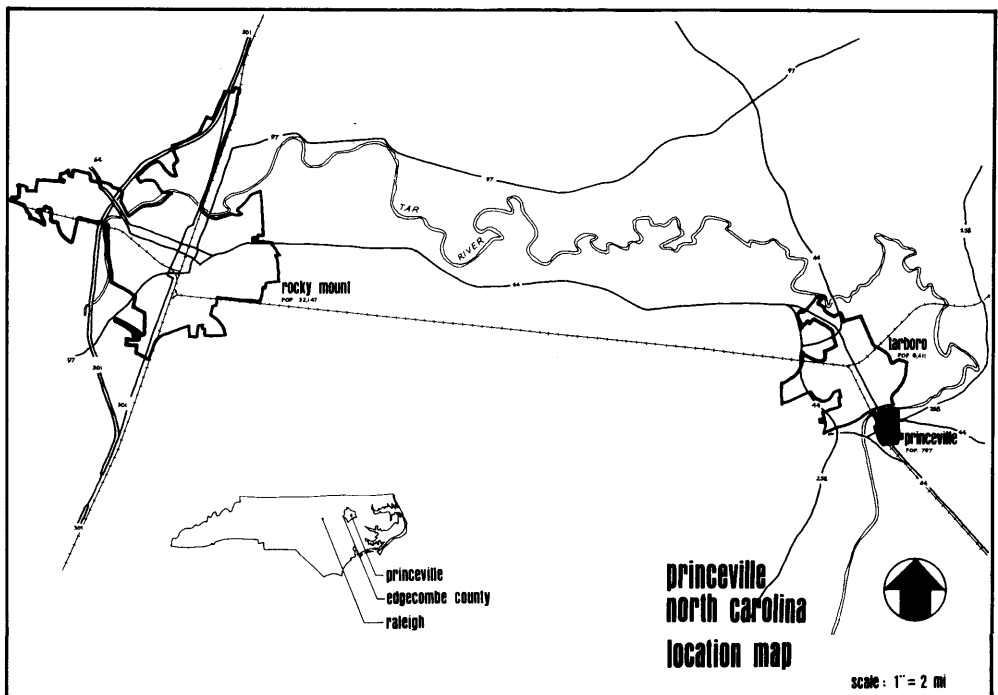 301
97
97
64
97
TAR
RIVER
258
44
64
rocky mount
POP. 32,147
tarboro
POP. 8,411
97
301
301
44
258
princeville
POP. 797
44
258
64
301
princeville
edgecombe county
raleigh
princeville
north carolina
location map
scale: 1" = 2 mi